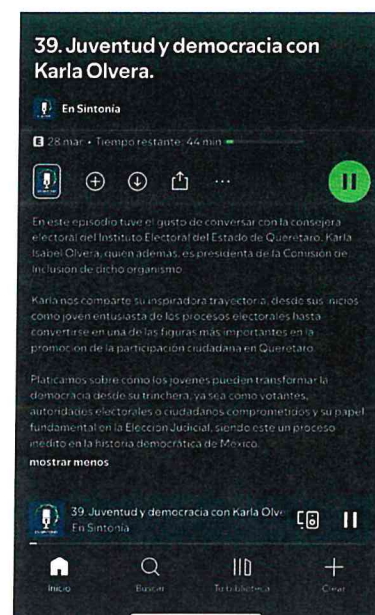 39. Juventud y democracia con
Karla Olvera.
En Sintonía
E 28 mar • Tiempo restante: 44 min
En este episodio tuve el gusto de conversar con la consejera
electoral del Instituto Electoral del Estado de Querétaro, Karla
Isabel Olvera, quien además, es presidenta de la Comisión de
Inclusión de dicho organismo.
Karla nos comparte su inspiradora trayectoria, desde sus inicios
como joven entusiasta de los procesos electorales hasta
convertirse en una de las figuras más importantes en la
promoción de la participación ciudadana en Querétaro.
Platicamos sobre cómo los jóvenes pueden transformar la
democracia desde su trinchera, ya sea como votantes,
autoridades electorales o ciudadanos comprometidos y su papel
fundamental en la Elección Judicial, siendo este un proceso
inédito en la historia democrática de México.
mostrar menos
39. Juventud y democracia con Karla Olve
En Sintonía
Inicio
Buscar
Tu biblioteca
Crear